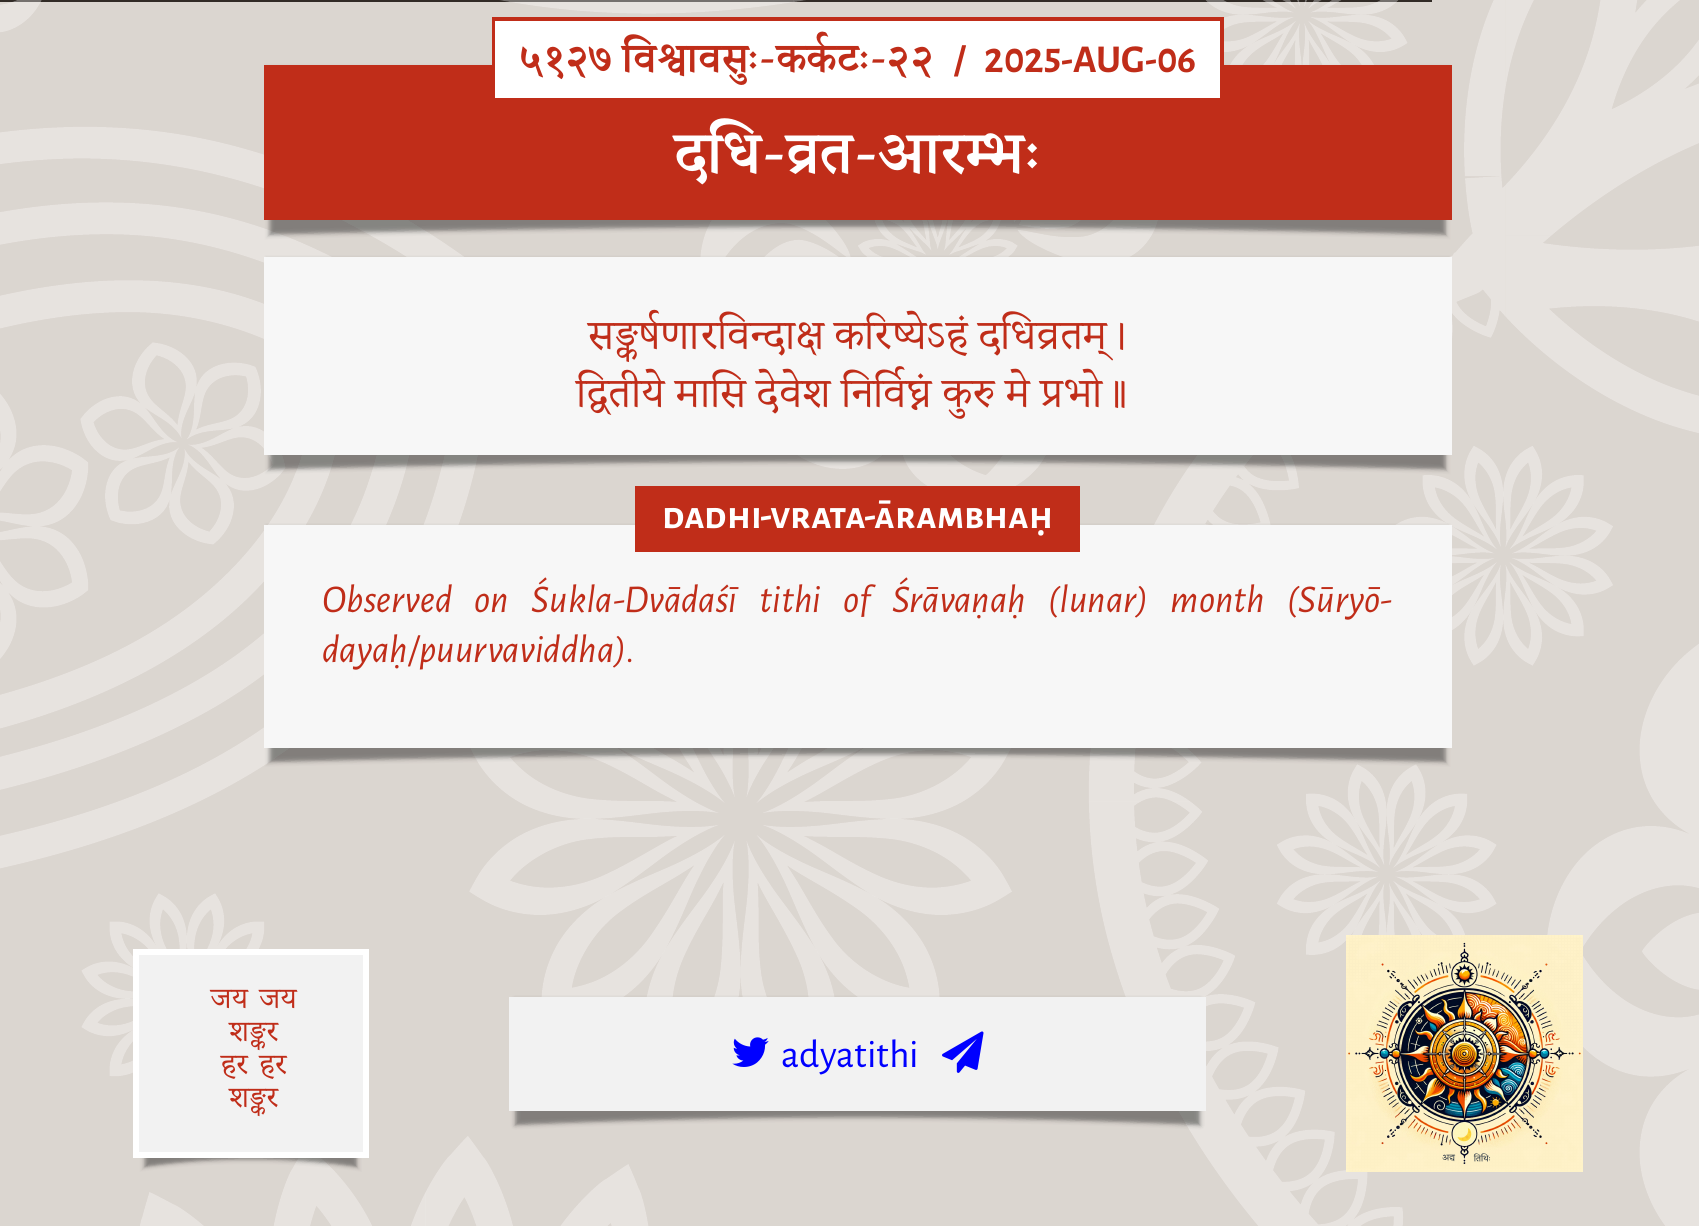 ५१२७ विश्वावसुः-कर्कटः-२२ / 2025-AUG-06
दधि-व्रत-आरम्भः
सङ्कर्षणारविन्दाक्ष करिष्येऽहं दधिव्रतम् ।
द्वितीये मासि देवेश निर्विघ्नं कुरु मे प्रभो ॥
DADHI-VRATA-ĀRAMBHAḤ
Observed on Śukla-Dvādaśī tithi of Śrāvaṇaḥ (lunar) month (Sūryō-
dayaḥ/puurvaviddha).
जय जय
शङ्कर
हर हर
शङ्कर
adyatithi
अद्य तिथिः